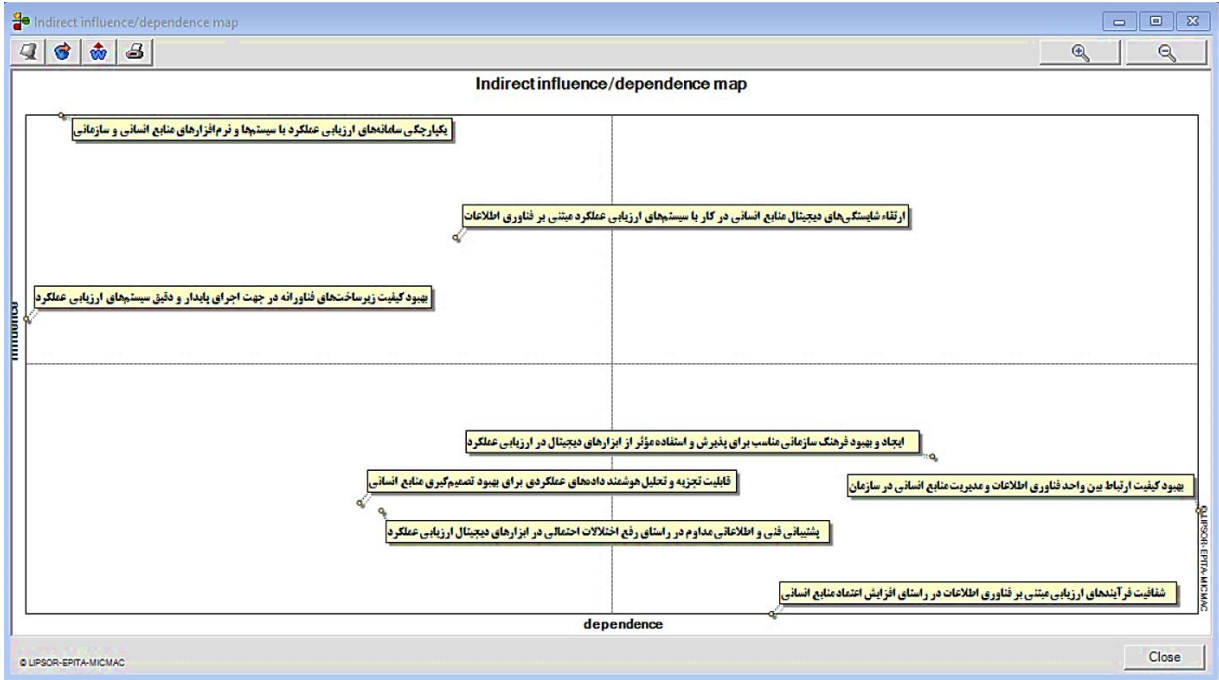 Indirect influence/dependence map
Indirect influence/dependence map
یکپارچگی سامانه‌های ارزیابی عملکرد با سیستم‌ها و نرم‌افزارهای منابع انسانی و سازمانی
ارتقاء شایستگی‌های دیجیتال منابع انسانی در کار با سیستم‌های ارزیابی عملکرد مبتنی بر فناوری اطلاعات
بهبود کیفیت زیرساخت‌های فناورانه در جهت اجرای پایدار و دقیق سیستم‌های ارزیابی عملکرد
influence
ایجاد و بهبود فرهنگ سازمانی مناسب برای پذیرش و استفاده مؤثر از ابزارهای دیجیتال در ارزیابی عملکرد
قابلیت تجزیه و تحلیل هوشمند داده‌های عملکردی برای بهبود تصمیم‌گیری منابع انسانی
بهبود کیفیت ارتباط بین واحد فناوری اطلاعات و مدیریت منابع انسانی در سازمان
پشتیبانی فنی و اطلاعاتی مداوم در راستای رفع اختلالات احتمالی در ابزارهای دیجیتال ارزیابی عملکرد
© LIPSOR-EPITA-MICMAC
شفافیت فرآیندهای ارزیابی مبتنی بر فناوری اطلاعات در راستای افزایش اعتماد منابع انسانی
dependence
© LIPSOR-EPITA-MICMAC
Close